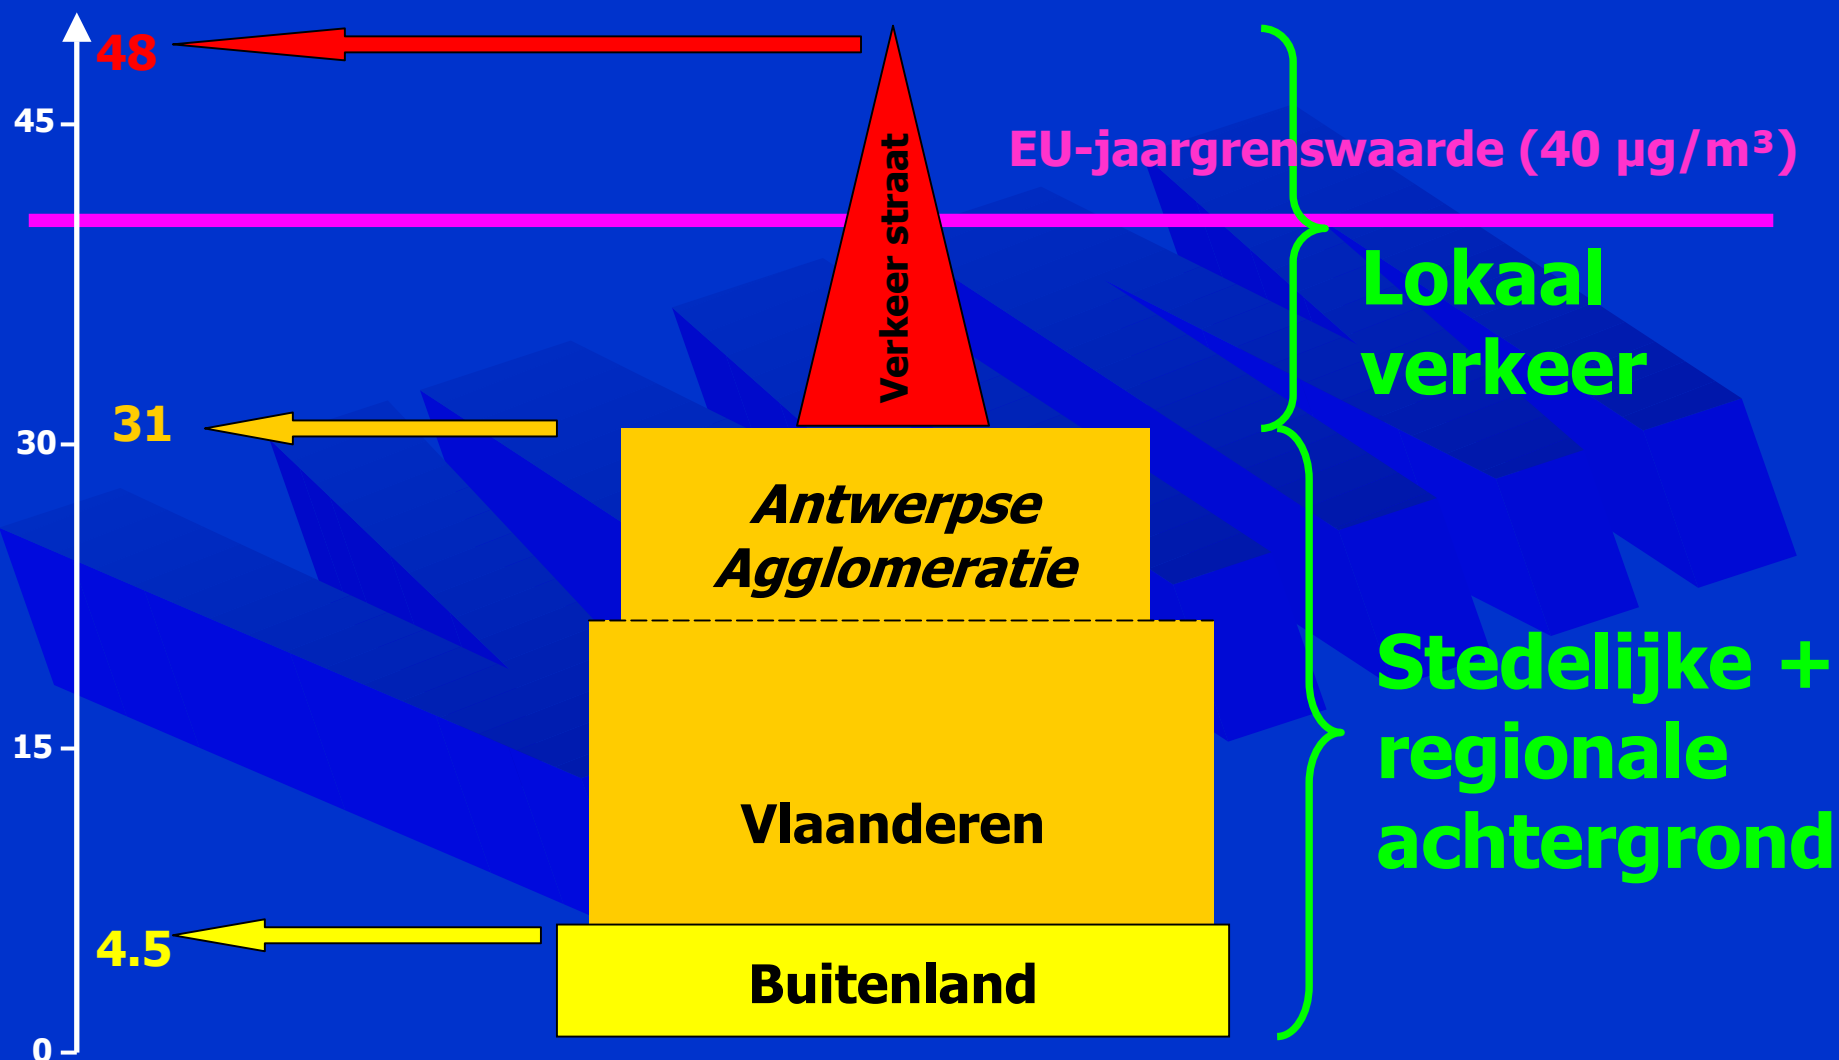 48
45
EU-jaargrenswaarde (40 µg/m³)
Verkeer straat
Lokaal
verkeer
31
30
Antwerpse
Agglomeratie
Stedelijke +
regionale
achtergrond
15
Vlaanderen
4.5
Buitenland
0